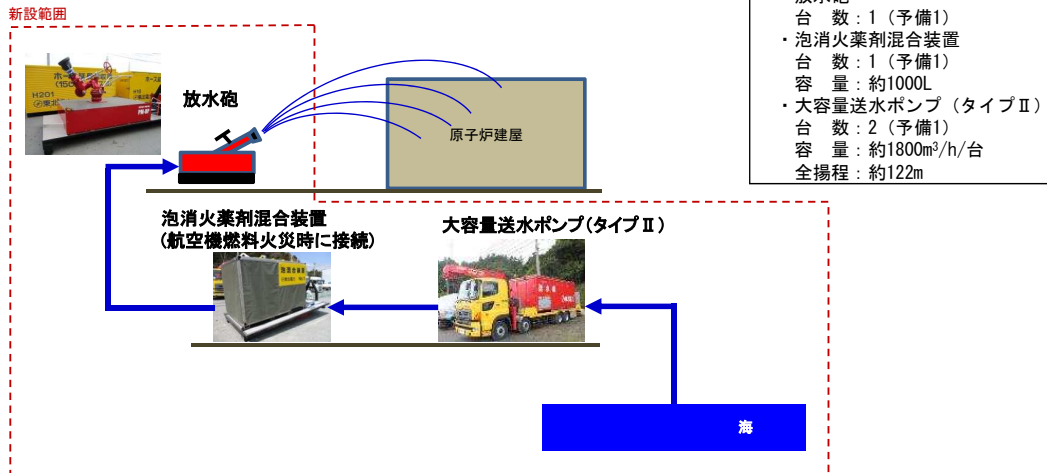 新設範囲
放水砲
原子炉建屋
泡消火薬剤混合装置
(航空機燃料火災時に接続)
大容量送水ポンプ(タイプⅡ)
海
台　数：1（予備1）
・泡消火薬剤混合装置
台　数：1（予備1）
容　量：約1000L
・大容量送水ポンプ（タイプⅡ）
台　数：2（予備1）
容　量：約1800m³/h/台
全揚程：約122m